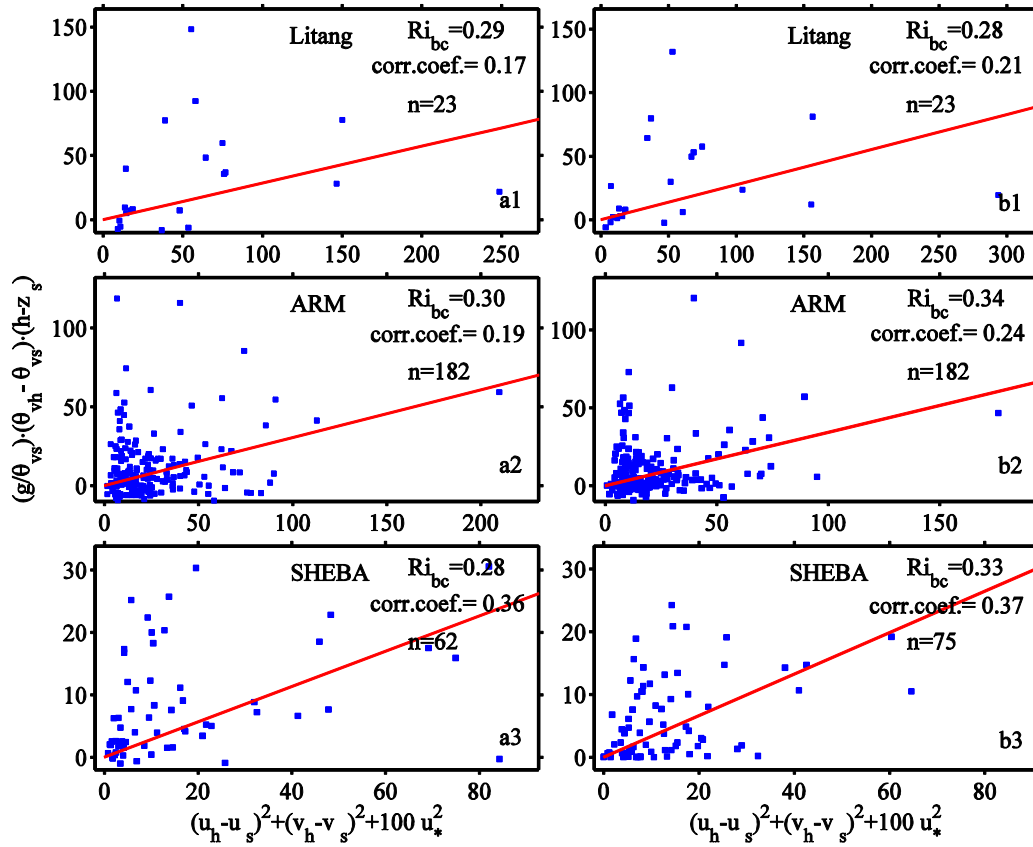 150
100
50
0
Litang
Ri_bc=0.29
corr.coef.= 0.17
n=23
a1
0 50 100 150 200 250
150
100
50
0
Litang
Ri_bc=0.28
corr.coef.= 0.21
n=23
b1
0 50 100 150 200 250 300
(g/θ_vs)·(θ_vh - θ_vs)·(h-z_s)
100
50
0
ARM
Ri_bc=0.30
corr.coef.= 0.19
n=182
a2
0 50 100 150 200
100
50
0
ARM
Ri_bc=0.34
corr.coef.= 0.24
n=182
b2
0 50 100 150
30
20
10
0
SHEBA
Ri_bc=0.28
corr.coef.= 0.36
n=62
a3
0 20 40 60 80
(u_h-u_s)^2+(v_h-v_s)^2+100 u_*^2
30
20
10
0
SHEBA
Ri_bc=0.33
corr.coef.= 0.37
n=75
b3
0 20 40 60 80
(u_h-u_s)^2+(v_h-v_s)^2+100 u_*^2